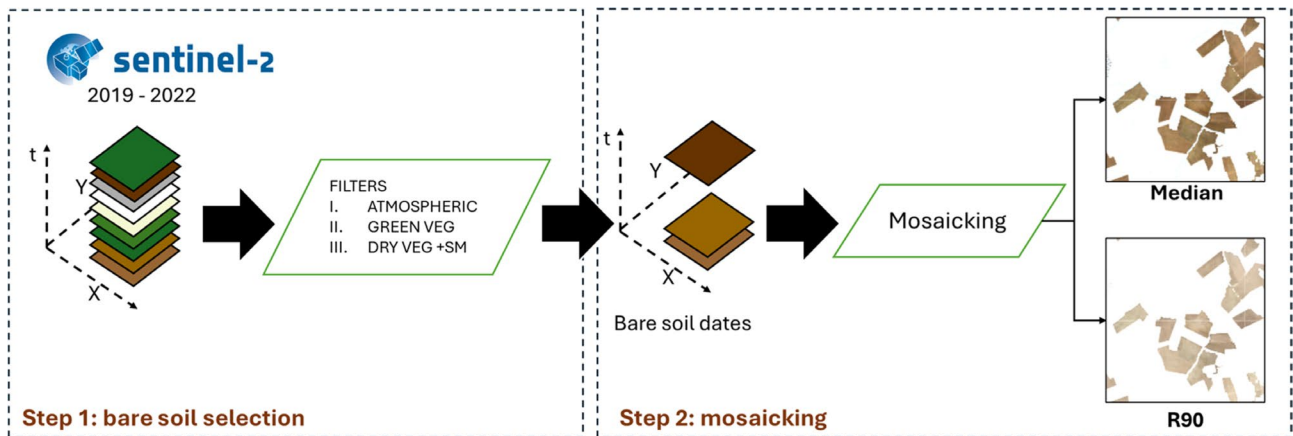 sentinel-2
2019 - 2022
t
Y
X
FILTERS
I. ATMOSPHERIC
II. GREEN VEG
III. DRY VEG +SM
Step 1: bare soil selection
t
Y
X
Bare soil dates
Mosaicking
Median
R90
Step 2: mosaicking